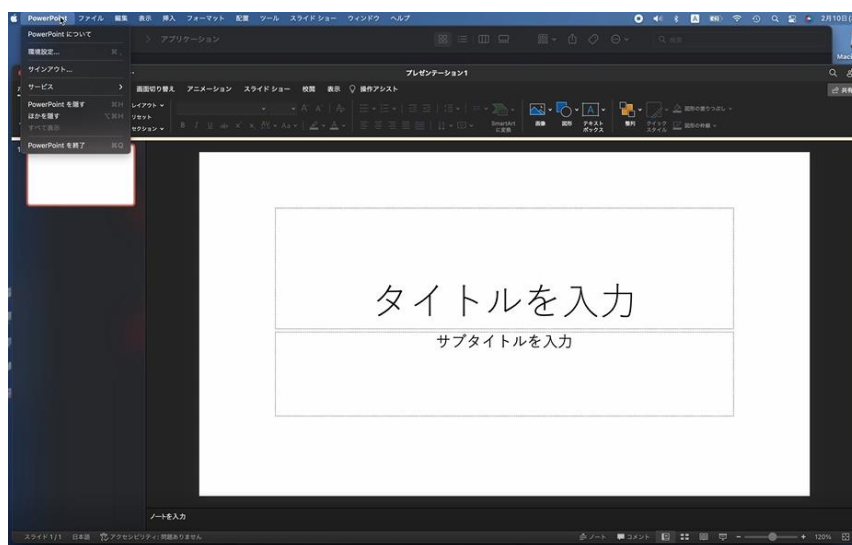 PowerPoint ファイル 編集 表示 挿入 フォーマット 配置 ツール スライド ショー ウィンドウ ヘルプ
2月10日(
PowerPoint について
環境設定... ⌘ ,
サインアウト...
サービス
PowerPoint を隠す ⌘H
ほかを隠す ⌥⌘H
すべて表示
PowerPoint を終了 ⌘Q
アプリケーション
検索
Maci
プレゼンテーション1
画面切り替え アニメーション スライド ショー 校閲 表示 操作アシスト
共有
レイアウト
リセット
セクション
SmartArt
に変換
画像
図形
テキスト
ボックス
整列
クイック
スタイル
図形の塗りつぶし
図形の枠線
1
タイトルを入力
サブタイトルを入力
ノートを入力
スライド 1/1 日本語 アクセシビリティ: 問題ありません
ノート コメント 120%